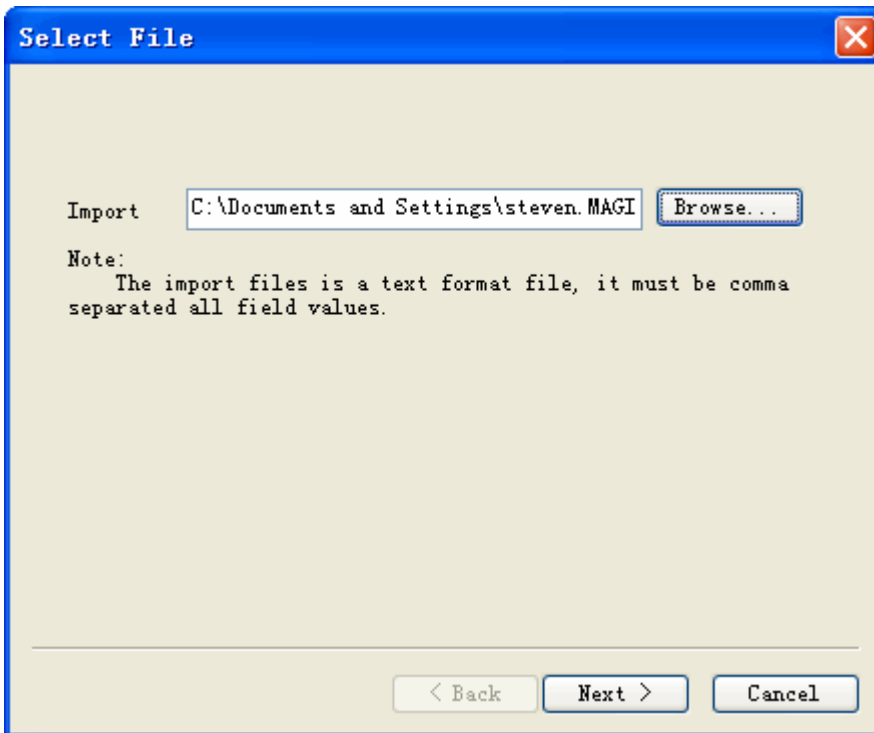 Select File
Import C:\Documents and Settings\steven.MAGI Browse...
Note:
The import files is a text format file, it must be comma
separated all field values.
< Back Next > Cancel